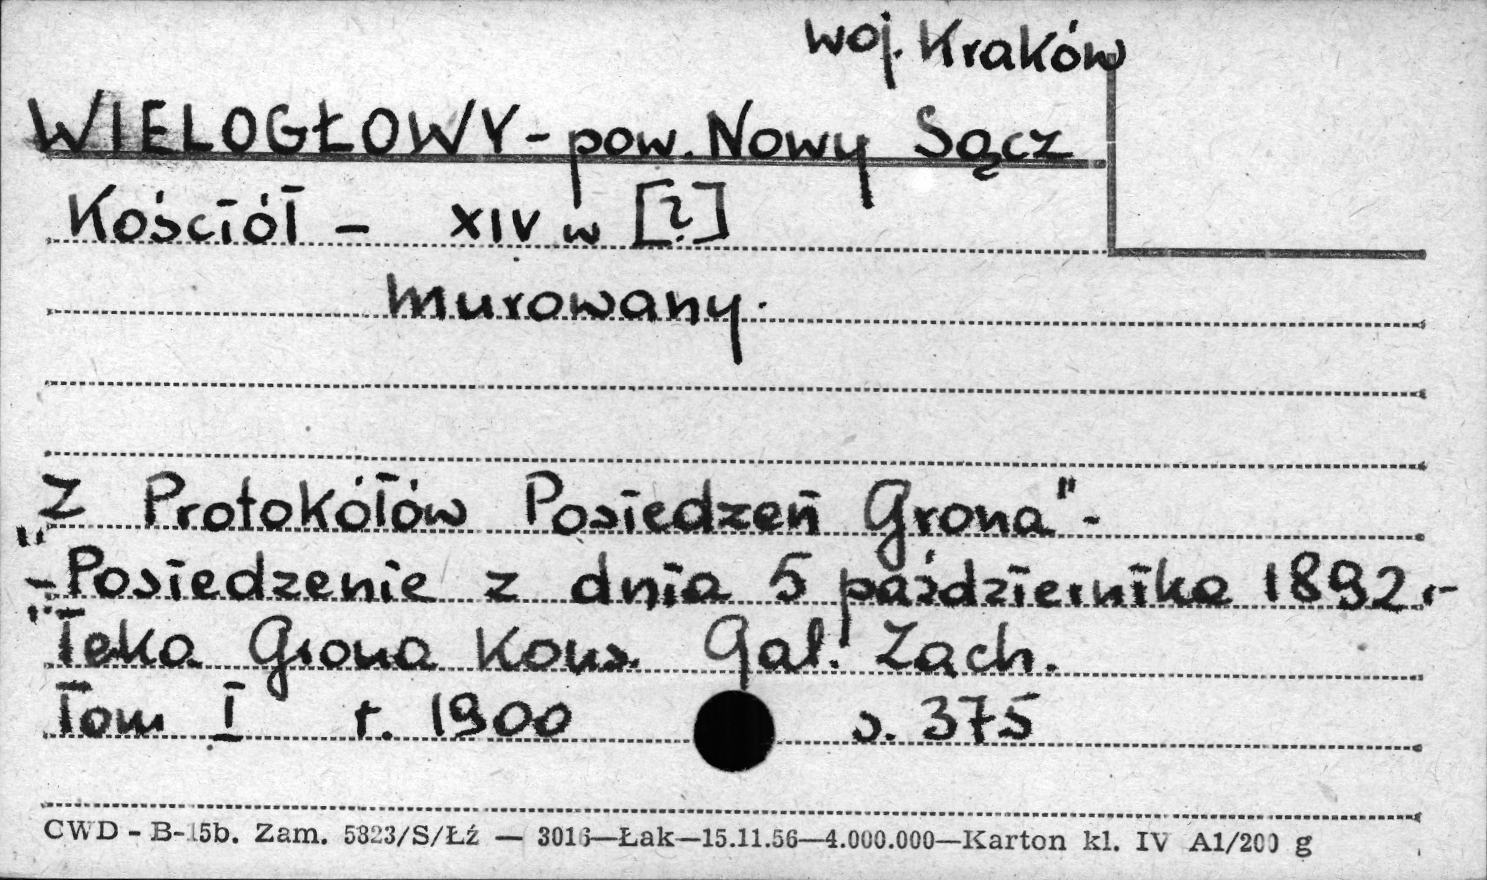 woj. Kraków
WIELOGŁOWY - pow. Nowy Sącz
Kościół - XIV w [?]
murowany.
"Z Protokółów Posiedzeń Grona" -
- Posiedzenie z dnia 5 października 1892. -
"Teka Grona Kons. Gal. Zach.
Tom I r. 1900 s. 375
CWD - B-15b. Zam. 5823/S/Łź — 3016—Łak—15.11.56—4.000.000—Karton kl. IV A1/200 g